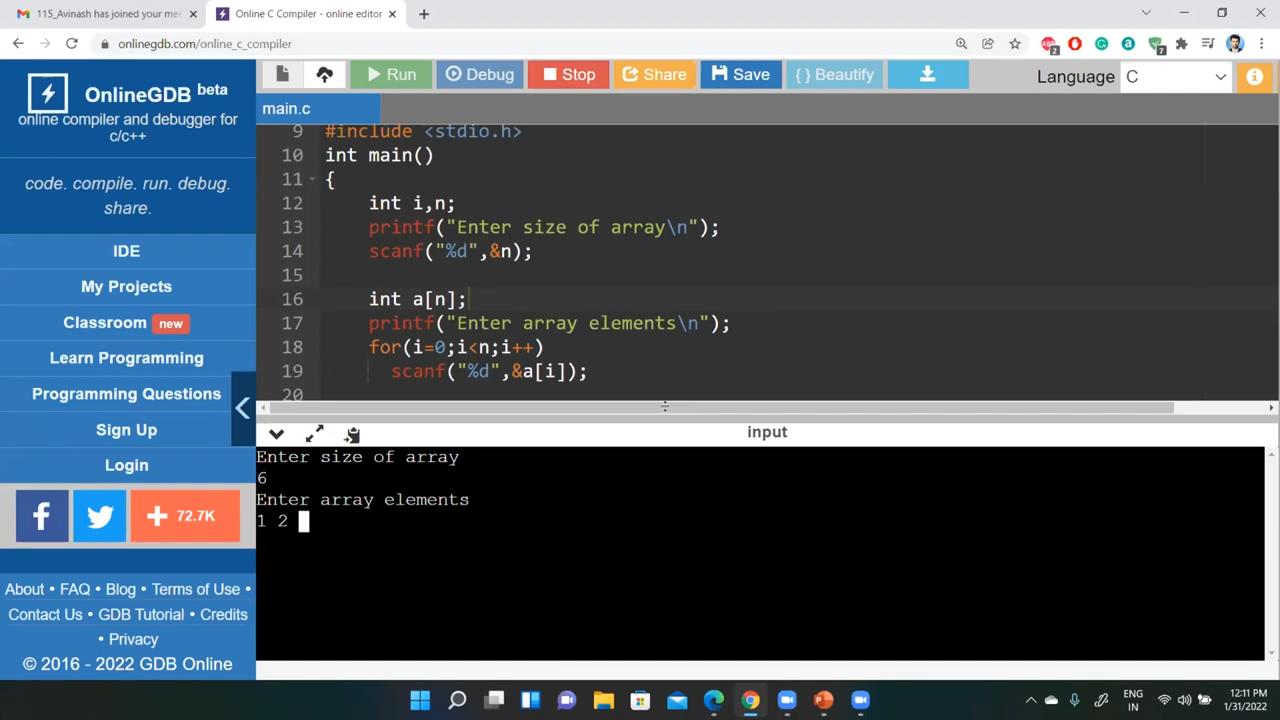 115_Avinash has joined your me
Online C Compiler - online editor
onlinegdb.com/online_c_compiler
OnlineGDB beta
online compiler and debugger for
c/c++
code. compile. run. debug.
share.
IDE
My Projects
Classroom new
Learn Programming
Programming Questions
Sign Up
Login
72.7K
About • FAQ • Blog • Terms of Use •
Contact Us • GDB Tutorial • Credits
• Privacy
© 2016 - 2022 GDB Online
Run
Debug
Stop
Share
Save
{ } Beautify
Language C
main.c
9 #include <stdio.h>
10 int main()
11 {
12 int i,n;
13 printf("Enter size of array\n");
14 scanf("%d",&n);
15
16 int a[n];
17 printf("Enter array elements\n");
18 for(i=0;i<n;i++)
19 scanf("%d",&a[i]);
20
input
Enter size of array
6
Enter array elements
1 2
ENG
IN
12:11 PM
1/31/2022